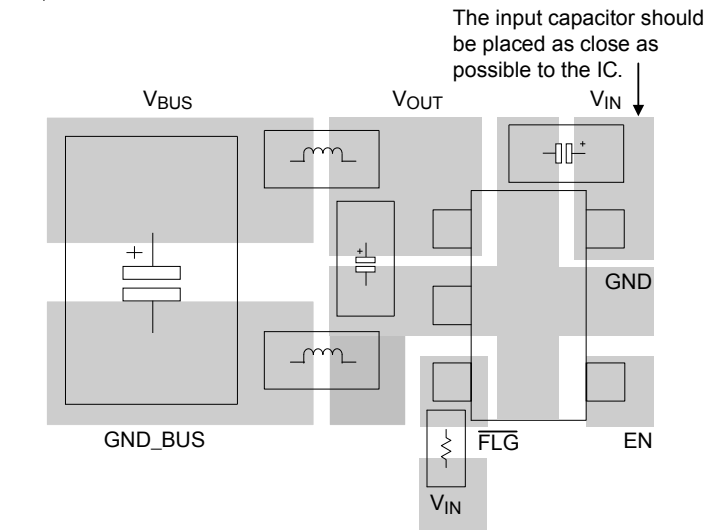 The input capacitor should
be placed as close as
possible to the IC.
VBUS
VOUT
VIN
+
+
+
GND
GND_BUS
FLG
EN
VIN